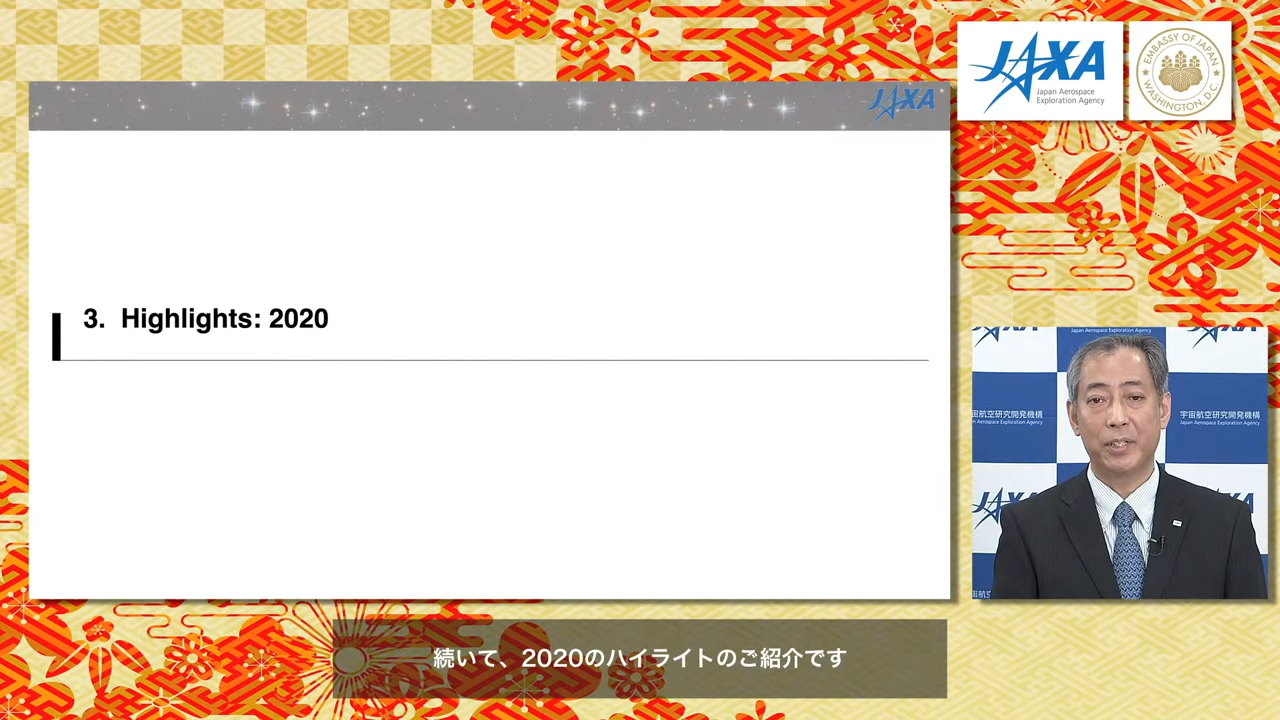 JAXA
Japan Aerospace
Exploration Agency
EMBASSY OF JAPAN
WASHINGTON, D.C.
JAXA
3. Highlights: 2020
Japan Aerospace Exploration Agency
宙航空研究開発機構
n Aerospace Exploration Agency
宇宙航空研究開発機構
Japan Aerospace Exploration Agency
JAXA
続いて、2020のハイライトのご紹介です